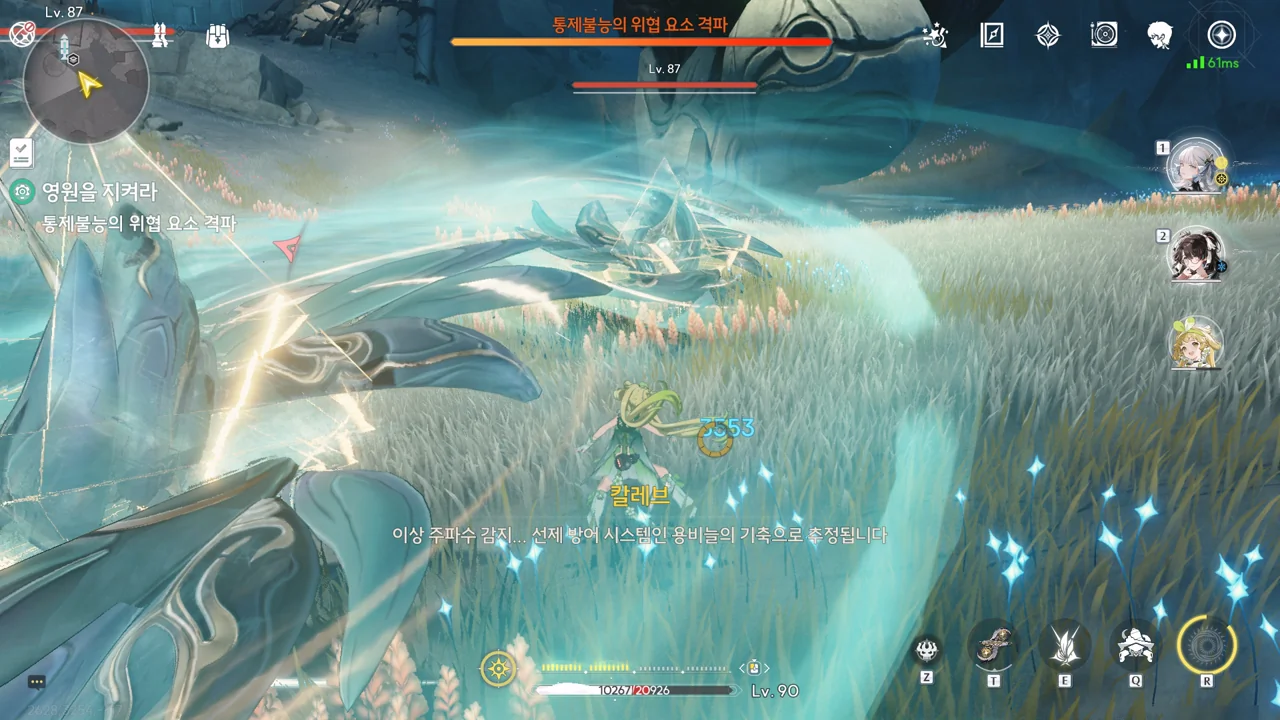 Lv. 87
통제불능의 위협 요소 격파
Lv. 87
61ms
영원을 지켜라
통제불능의 위협 요소 격파
1
2
3553
칼레브
이상 주파수 감지... 선제 방어 시스템인 용비늘의 기축으로 추정됩니다
10267/20926
Lv. 90
Z
T
E
Q
R